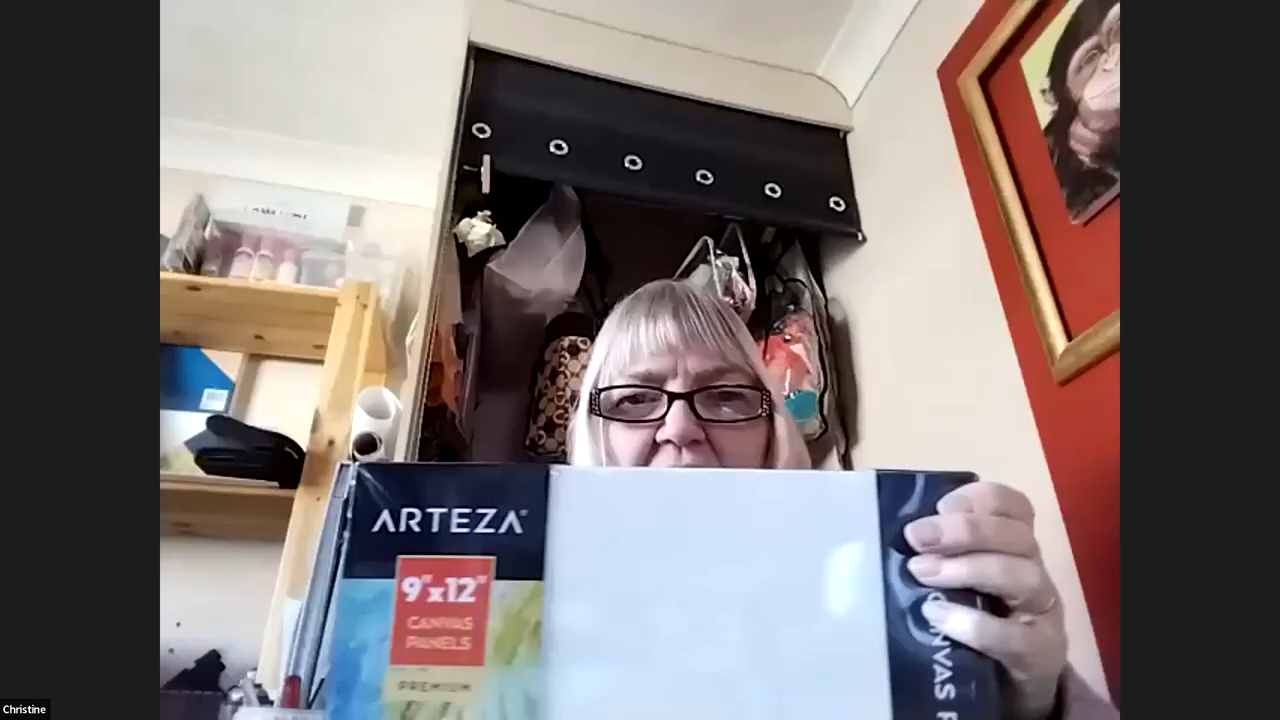 ARTEZA
9"x12"
CANVAS
PANELS
PREMIUM
CANVAS P
Christine